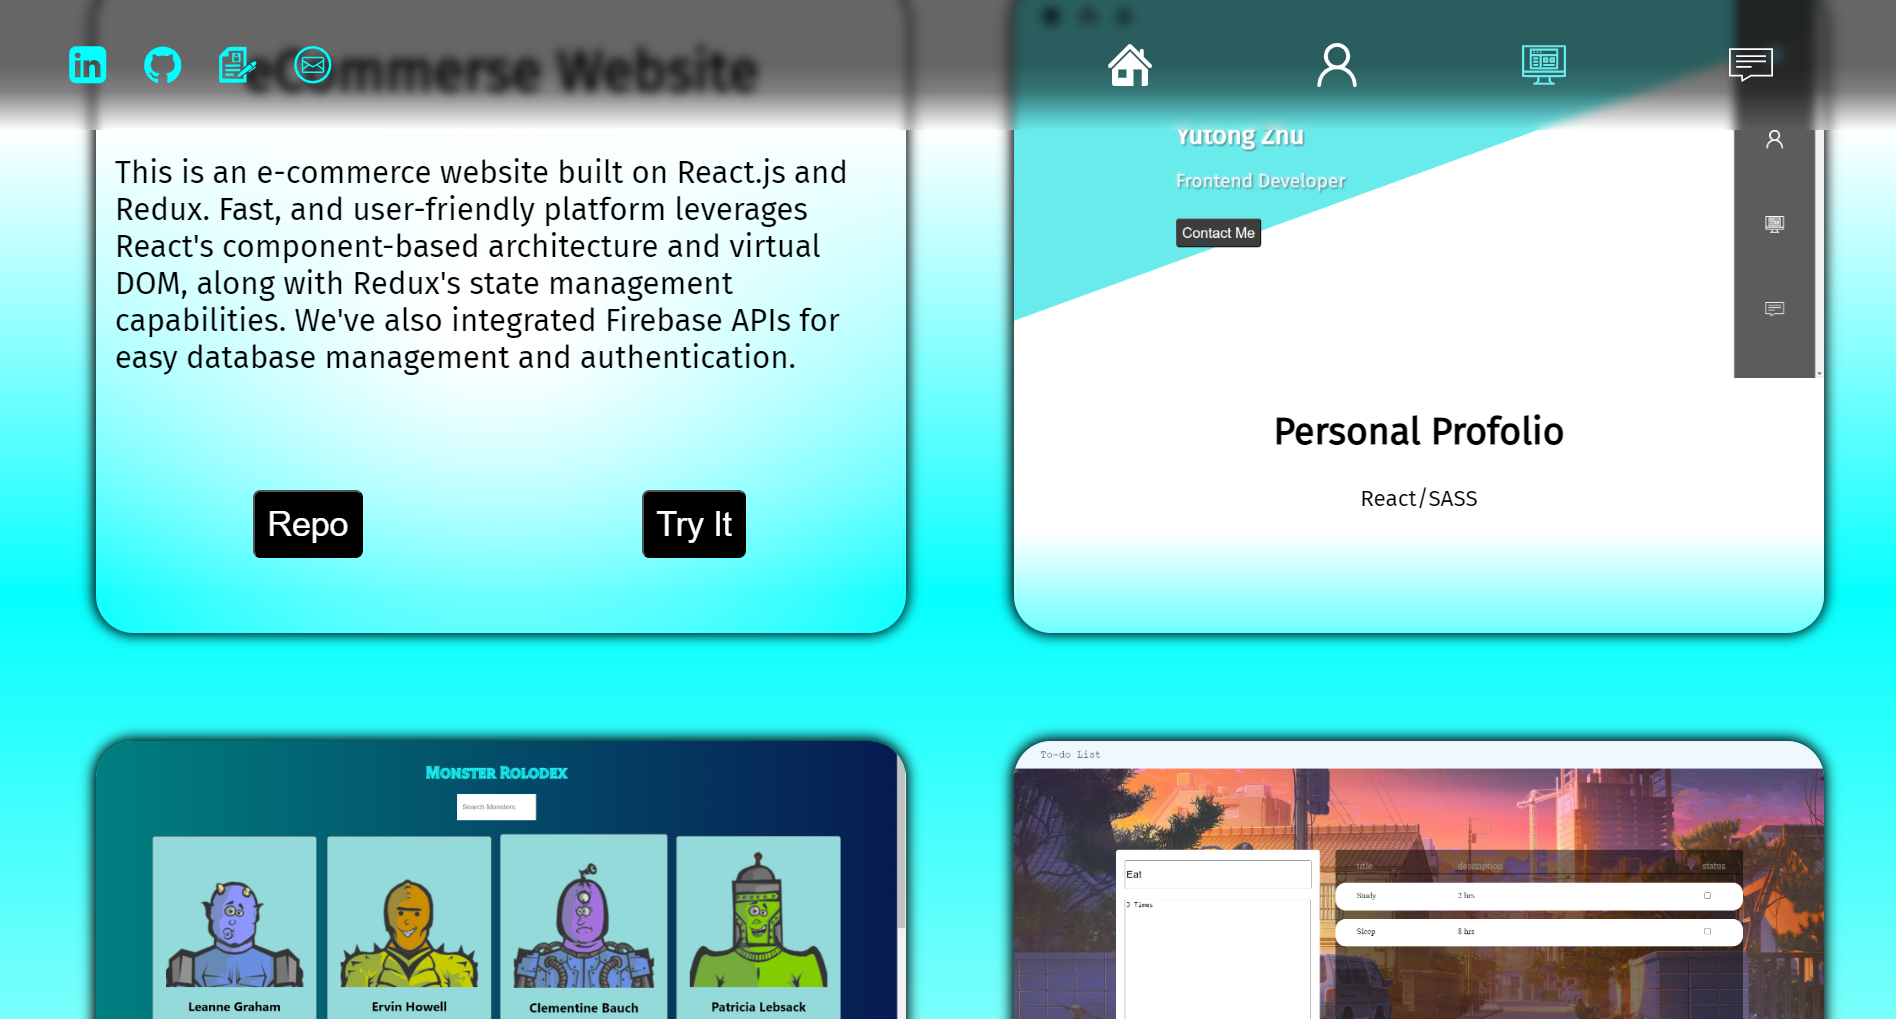 eCommerse Website
This is an e-commerce website built on React.js and
Redux. Fast, and user-friendly platform leverages
React's component-based architecture and virtual
DOM, along with Redux's state management
capabilities. We've also integrated Firebase APIs for
easy database management and authentication.
Repo
Try It
Yutong Zhu
Frontend Developer
Contact Me
Personal Profolio
React/SASS
Monster Rolodex
Search Monsters
Leanne Graham
Ervin Howell
Clementine Bauch
Patricia Lebsack
To-do List
Eat
3 Times
title description status
Study 2 hrs
Sleep 8 hrs